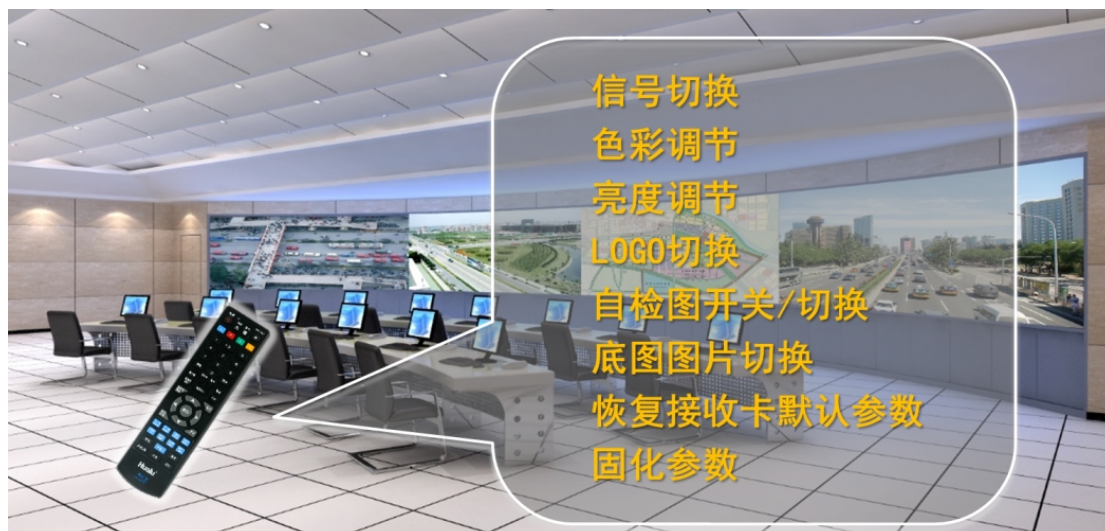 信号切换
色彩调节
亮度调节
LOGO切换
自检图开关/切换
底图图片切换
恢复接收卡默认参数
固化参数